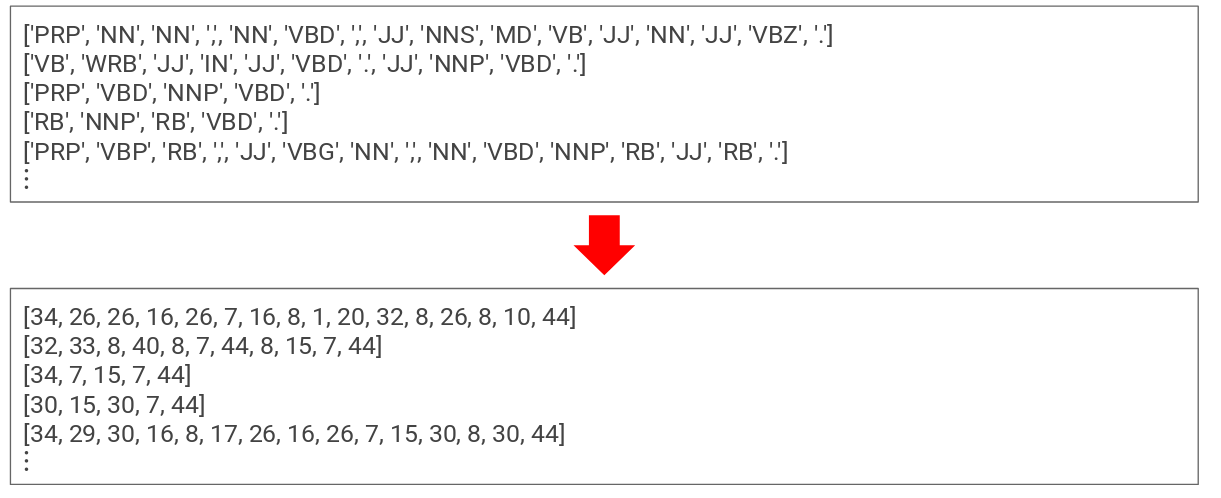 ['PRP', 'NN', 'NN', ',', 'NN', 'VBD', ',', 'JJ', 'NNS', 'MD', 'VB', 'JJ', 'NN', 'JJ', 'VBZ', '.']
['VB', 'WRB', 'JJ', 'IN', 'JJ', 'VBD', '.', 'JJ', 'NNP', 'VBD', '.']
['PRP', 'VBD', 'NNP', 'VBD', '.']
['RB', 'NNP', 'RB', 'VBD', '.']
['PRP', 'VBP', 'RB', ',', 'JJ', 'VBG', 'NN', ',', 'NN', 'VBD', 'NNP', 'RB', 'JJ', 'RB', '.']
⋮
[34, 26, 26, 16, 26, 7, 16, 8, 1, 20, 32, 8, 26, 8, 10, 44]
[32, 33, 8, 40, 8, 7, 44, 8, 15, 7, 44]
[34, 7, 15, 7, 44]
[30, 15, 30, 7, 44]
[34, 29, 30, 16, 8, 17, 26, 16, 26, 7, 15, 30, 8, 30, 44]
⋮